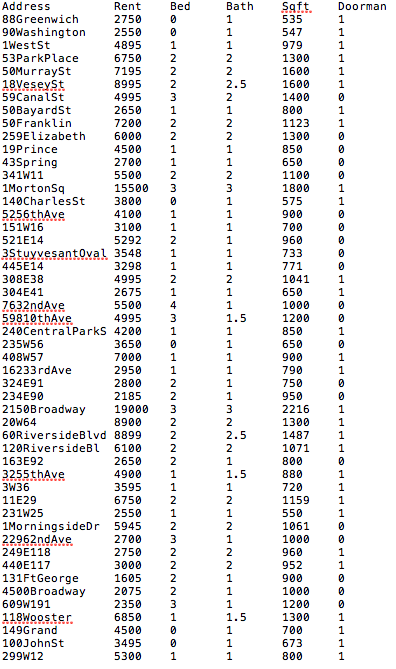 Address Rent Bed Bath Sqft Doorman
88Greenwich 2750 0 1 535 1
90Washington 2550 0 1 547 1
1WestSt 4895 1 1 979 1
53ParkPlace 6750 2 2 1300 1
50MurraySt 7195 2 2 1600 1
18VeseySt 8995 2 2.5 1600 1
59CanalSt 4995 3 2 1400 0
50BayardSt 2650 1 1 800 1
50Franklin 7200 2 2 1123 1
259Elizabeth 6000 2 2 1300 0
19Prince 4500 1 1 850 0
43Spring 2700 1 1 650 0
341W11 5500 2 2 1100 0
1MortonSq 15500 3 3 1800 1
140CharlesSt 3800 0 1 575 1
5256thAve 4100 1 1 900 0
151W16 3100 1 1 700 0
521E14 5292 2 1 960 0
3StuyvesantOval 3548 1 1 733 0
445E14 3298 1 1 771 0
308E38 4995 2 2 1041 1
304E41 2675 1 1 650 1
7632ndAve 5500 4 1 1000 0
59810thAve 4995 3 1.5 1200 0
240CentralParkS 4200 1 1 850 1
235W56 3650 0 1 650 0
408W57 7000 1 1 900 1
16233rdAve 2950 1 1 790 1
324E91 2800 2 1 750 0
234E90 2185 2 1 950 0
2150Broadway 19000 3 3 2216 1
20W64 8900 2 2 1300 1
60RiversideBlvd 8899 2 2.5 1487 1
120RiversideBl 6100 2 2 1071 1
163E92 2650 2 1 800 0
3255thAve 4900 1 1.5 880 1
3W36 3595 1 1 720 1
11E29 6750 2 2 1159 1
231W25 2550 1 1 550 1
1MorningsideDr 5945 2 2 1061 0
22962ndAve 2700 3 1 1000 0
249E118 2750 2 2 960 1
440E117 3000 2 2 952 1
131FtGeorge 1605 2 1 900 0
4500Broadway 2075 2 1 1000 0
609W191 2350 3 1 1200 0
118Wooster 6850 1 1.5 1300 1
149Grand 4500 0 1 700 1
100JohnSt 3495 0 1 673 1
299W12 5300 1 1 800 1